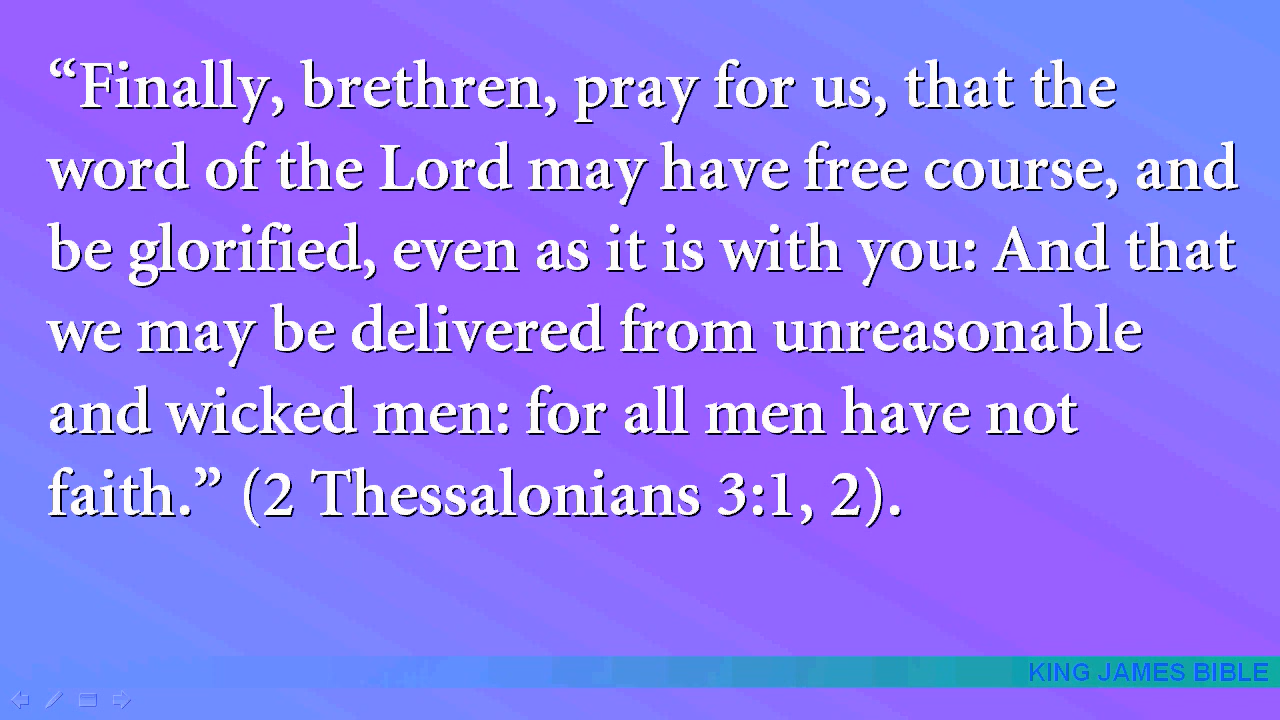 “Finally, brethren, pray for us, that the
word of the Lord may have free course, and
be glorified, even as it is with you: And that
we may be delivered from unreasonable
and wicked men: for all men have not
faith.” (2 Thessalonians 3:1, 2).
KING JAMES BIBLE